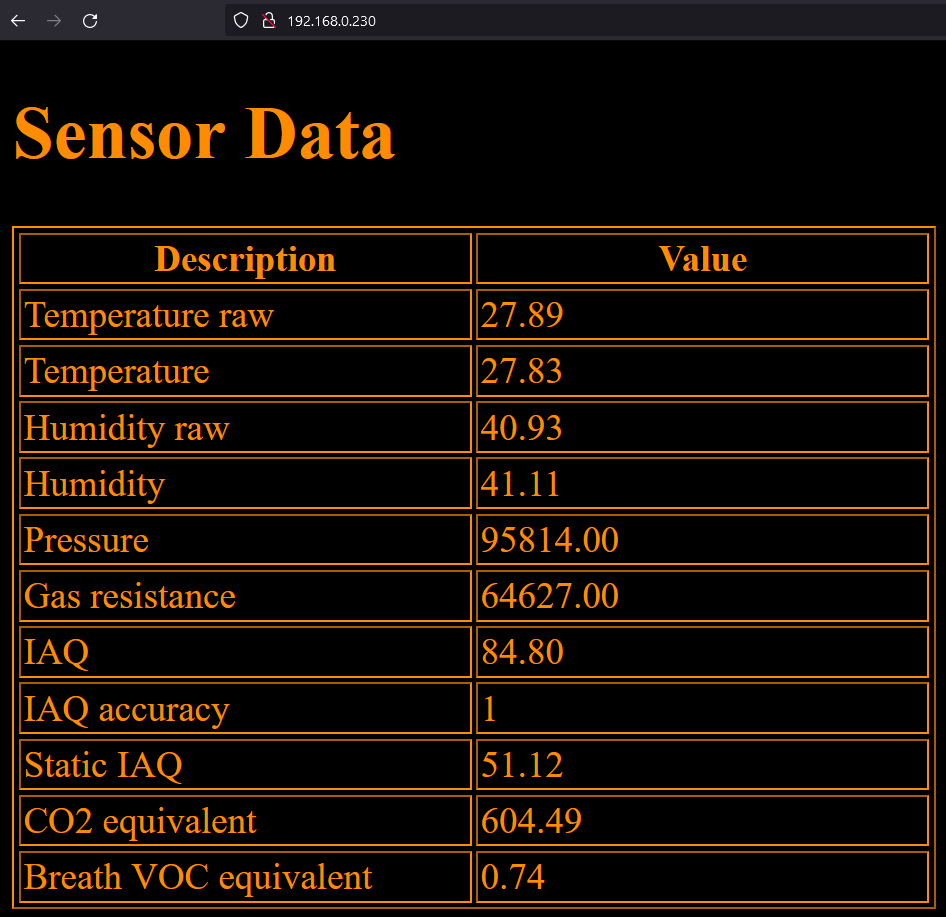 192.168.0.230
Sensor Data
Description Value
Temperature raw 27.89
Temperature 27.83
Humidity raw 40.93
Humidity 41.11
Pressure 95814.00
Gas resistance 64627.00
IAQ 84.80
IAQ accuracy 1
Static IAQ 51.12
CO2 equivalent 604.49
Breath VOC equivalent 0.74